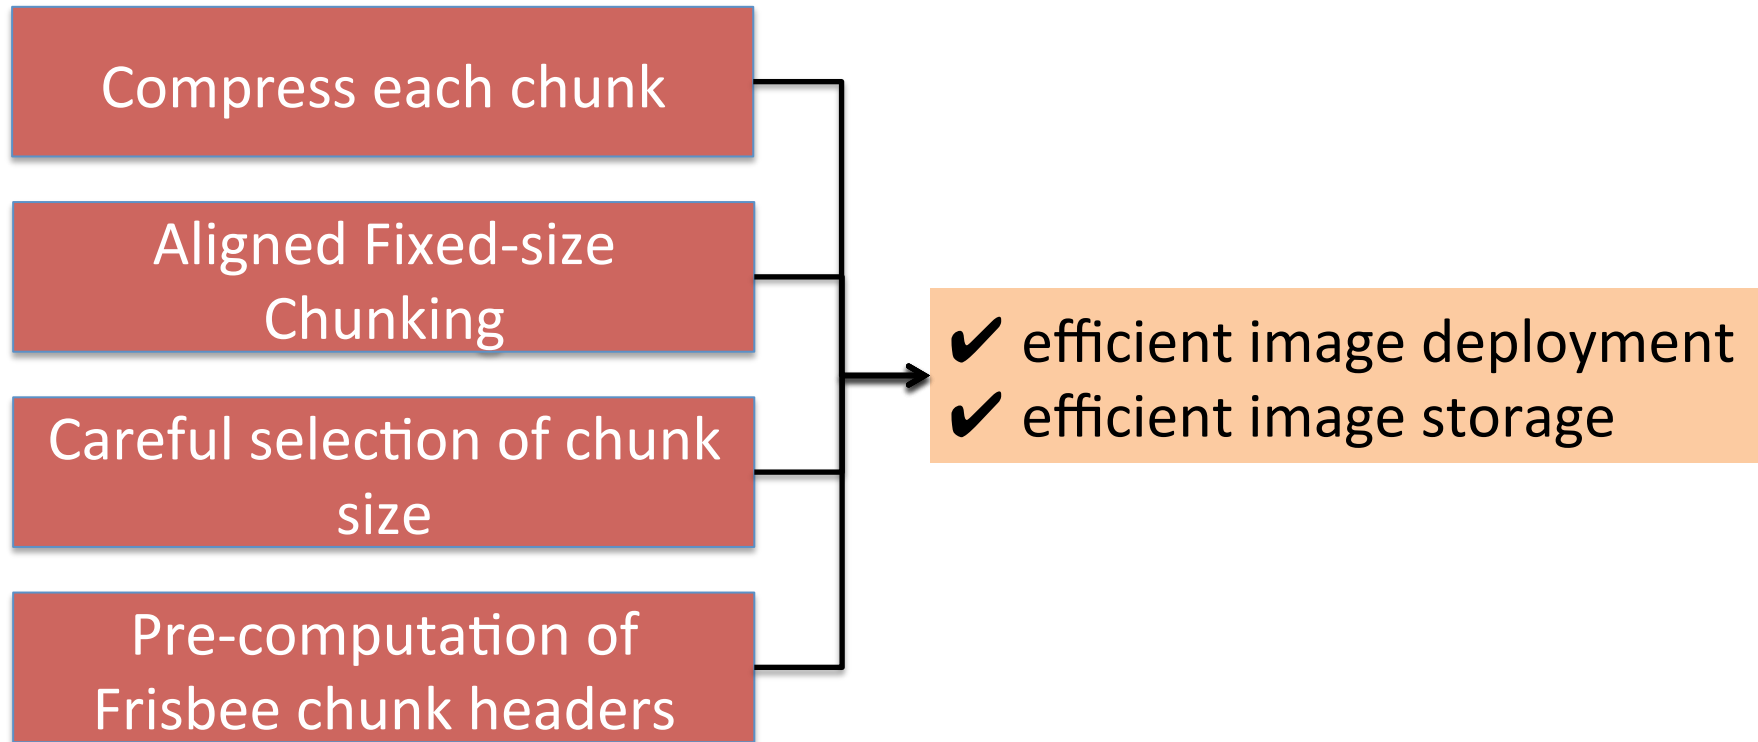 Compress each chunk
Aligned Fixed-size
Chunking
Careful selection of chunk
size
Pre-computation of
Frisbee chunk headers
✔ efficient image deployment
✔ efficient image storage